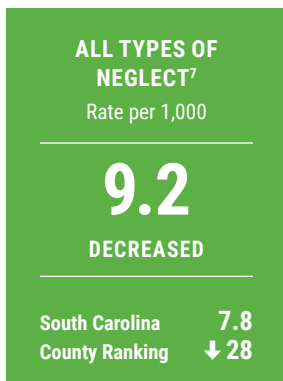 ALL TYPES OF
NEGLECT⁷
Rate per 1,000
9.2
DECREASED
South Carolina 7.8
County Ranking ↓ 28